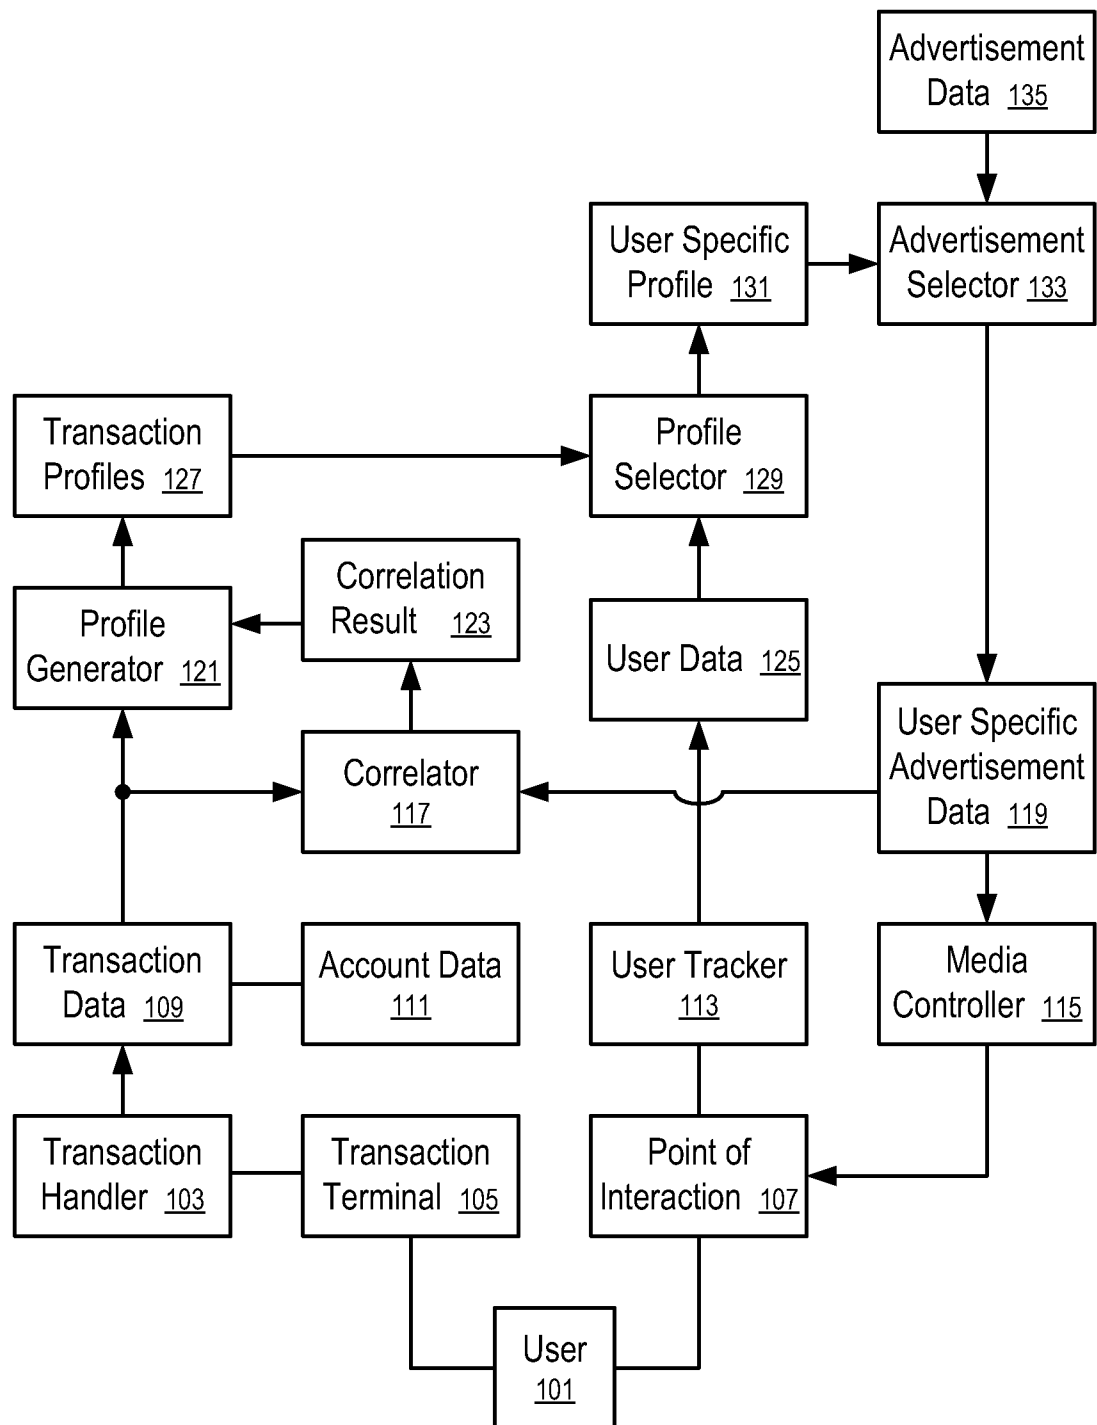 Advertisement
Data 135
User Specific
Profile 131
Advertisement
Selector 133
Transaction
Profiles 127
Profile
Selector 129
Correlation
Result 123
Profile
Generator 121
User Data 125
User Specific
Advertisement
Data 119
Correlator
117
Transaction
Data 109
Account Data
111
User Tracker
113
Media
Controller 115
Transaction
Handler 103
Transaction
Terminal 105
Point of
Interaction 107
User
101